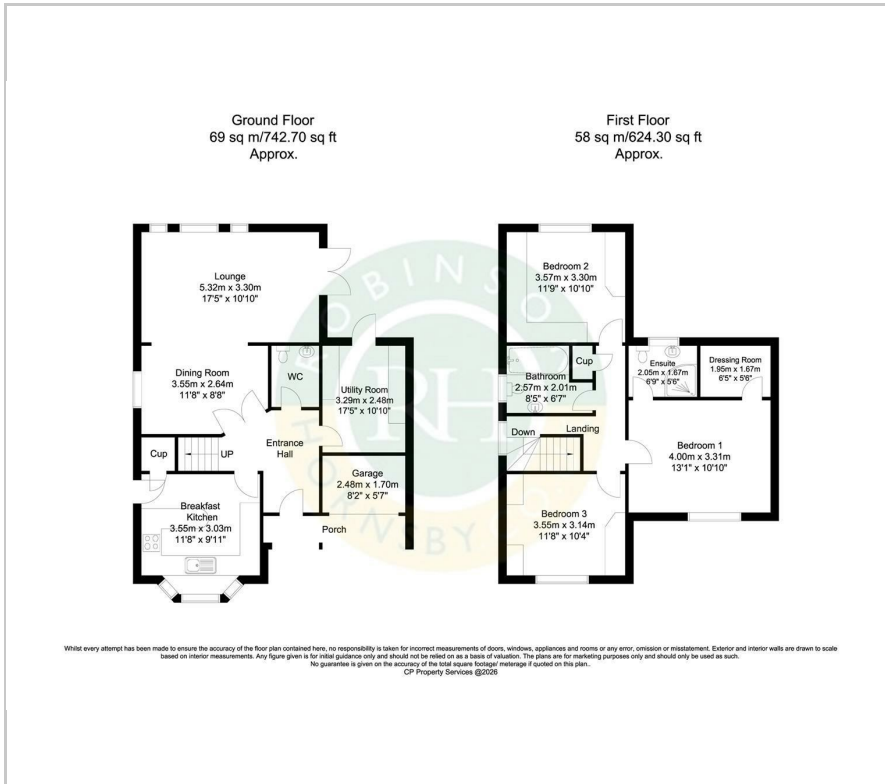 Ground Floor
69 sq m/742.70 sq ft
Approx.
First Floor
58 sq m/624.30 sq ft
Approx.
Lounge
5.32m x 3.30m
17'5" x 10'10"
Dining Room
3.55m x 2.64m
11'8" x 8'8"
WC
Utility Room
3.29m x 2.48m
17'5" x 10'10"
Cup
UP
Entrance
Hall
Garage
2.48m x 1.70m
8'2" x 5'7"
Breakfast
Kitchen
3.55m x 3.03m
11'8" x 9'11"
Porch
Bedroom 2
3.57m x 3.30m
11'9" x 10'10"
Cup
Bathroom
2.57m x 2.01m
8'5" x 6'7"
Ensuite
2.05m x 1.67m
6'9" x 5'6"
Dressing Room
1.95m x 1.67m
6'5" x 5'6"
Down
Landing
Bedroom 1
4.00m x 3.31m
13'1" x 10'10"
Bedroom 3
3.55m x 3.14m
11'8" x 10'4"
ROBINSON
RH
HORNSBY
Whilst every attempt has been made to ensure the accuracy of the floor plan contained here, no responsibility is taken for incorrect measurements of doors, windows, appliances and rooms or any error, omission or misstatement. Exterior and interior walls are drawn to scale
based on interior measurements. Any figure given is for initial guidance only and should not be relied on as a basis of valuation. The plans are for marketing purposes only and should only be used as such.
No guarantee is given on the accuracy of the total square footage/ meterage if quoted on this plan..
CP Property Services @2026